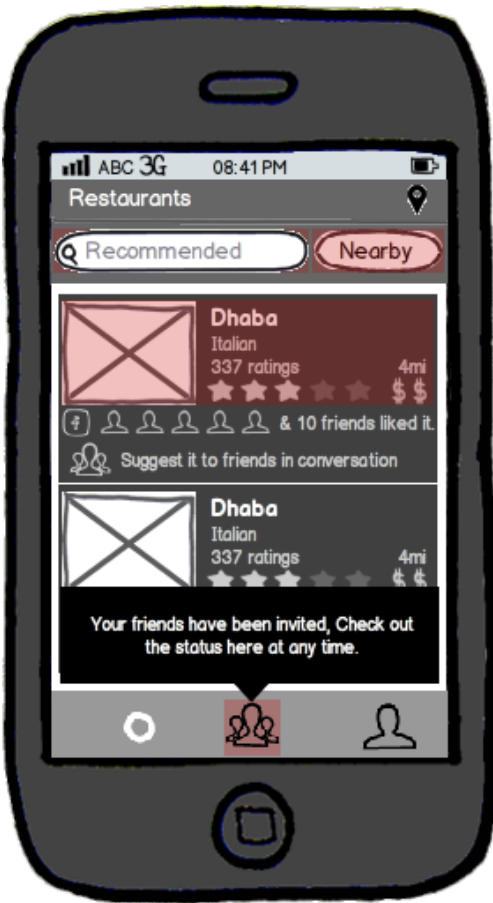 ABC 3G 08:41 PM
Restaurants
Recommended Nearby
Dhaba
Italian
337 ratings 4mi
$ $
f & 10 friends liked it.
Suggest it to friends in conversation
Dhaba
Italian
337 ratings 4mi
$ $
Your friends have been invited, Check out
the status here at any time.